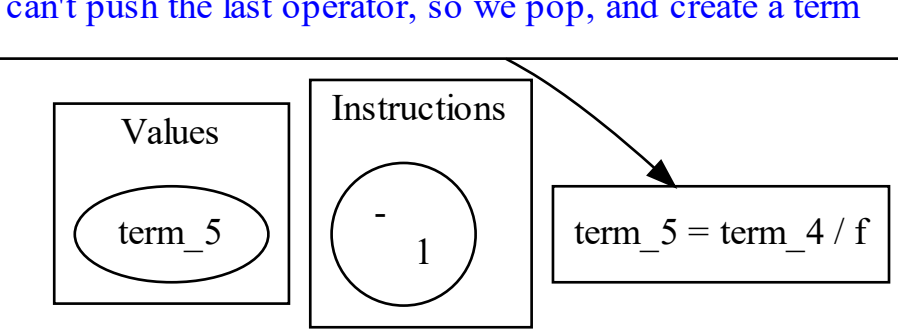 can't push the last operator, so we pop, and create a term
Values
term_5
Instructions
-
1
term_5 = term_4 / f